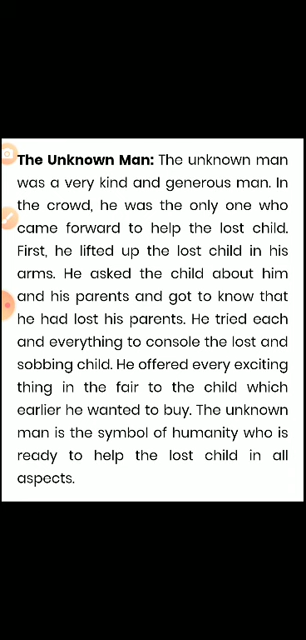 The Unknown Man: The unknown man
was a very kind and generous man. In
the crowd, he was the only one who
came forward to help the lost child.
First, he lifted up the lost child in his
arms. He asked the child about him
and his parents and got to know that
he had lost his parents. He tried each
and everything to console the lost and
sobbing child. He offered every exciting
thing in the fair to the child which
earlier he wanted to buy. The unknown
man is the symbol of humanity who is
ready to help the lost child in all
aspects.